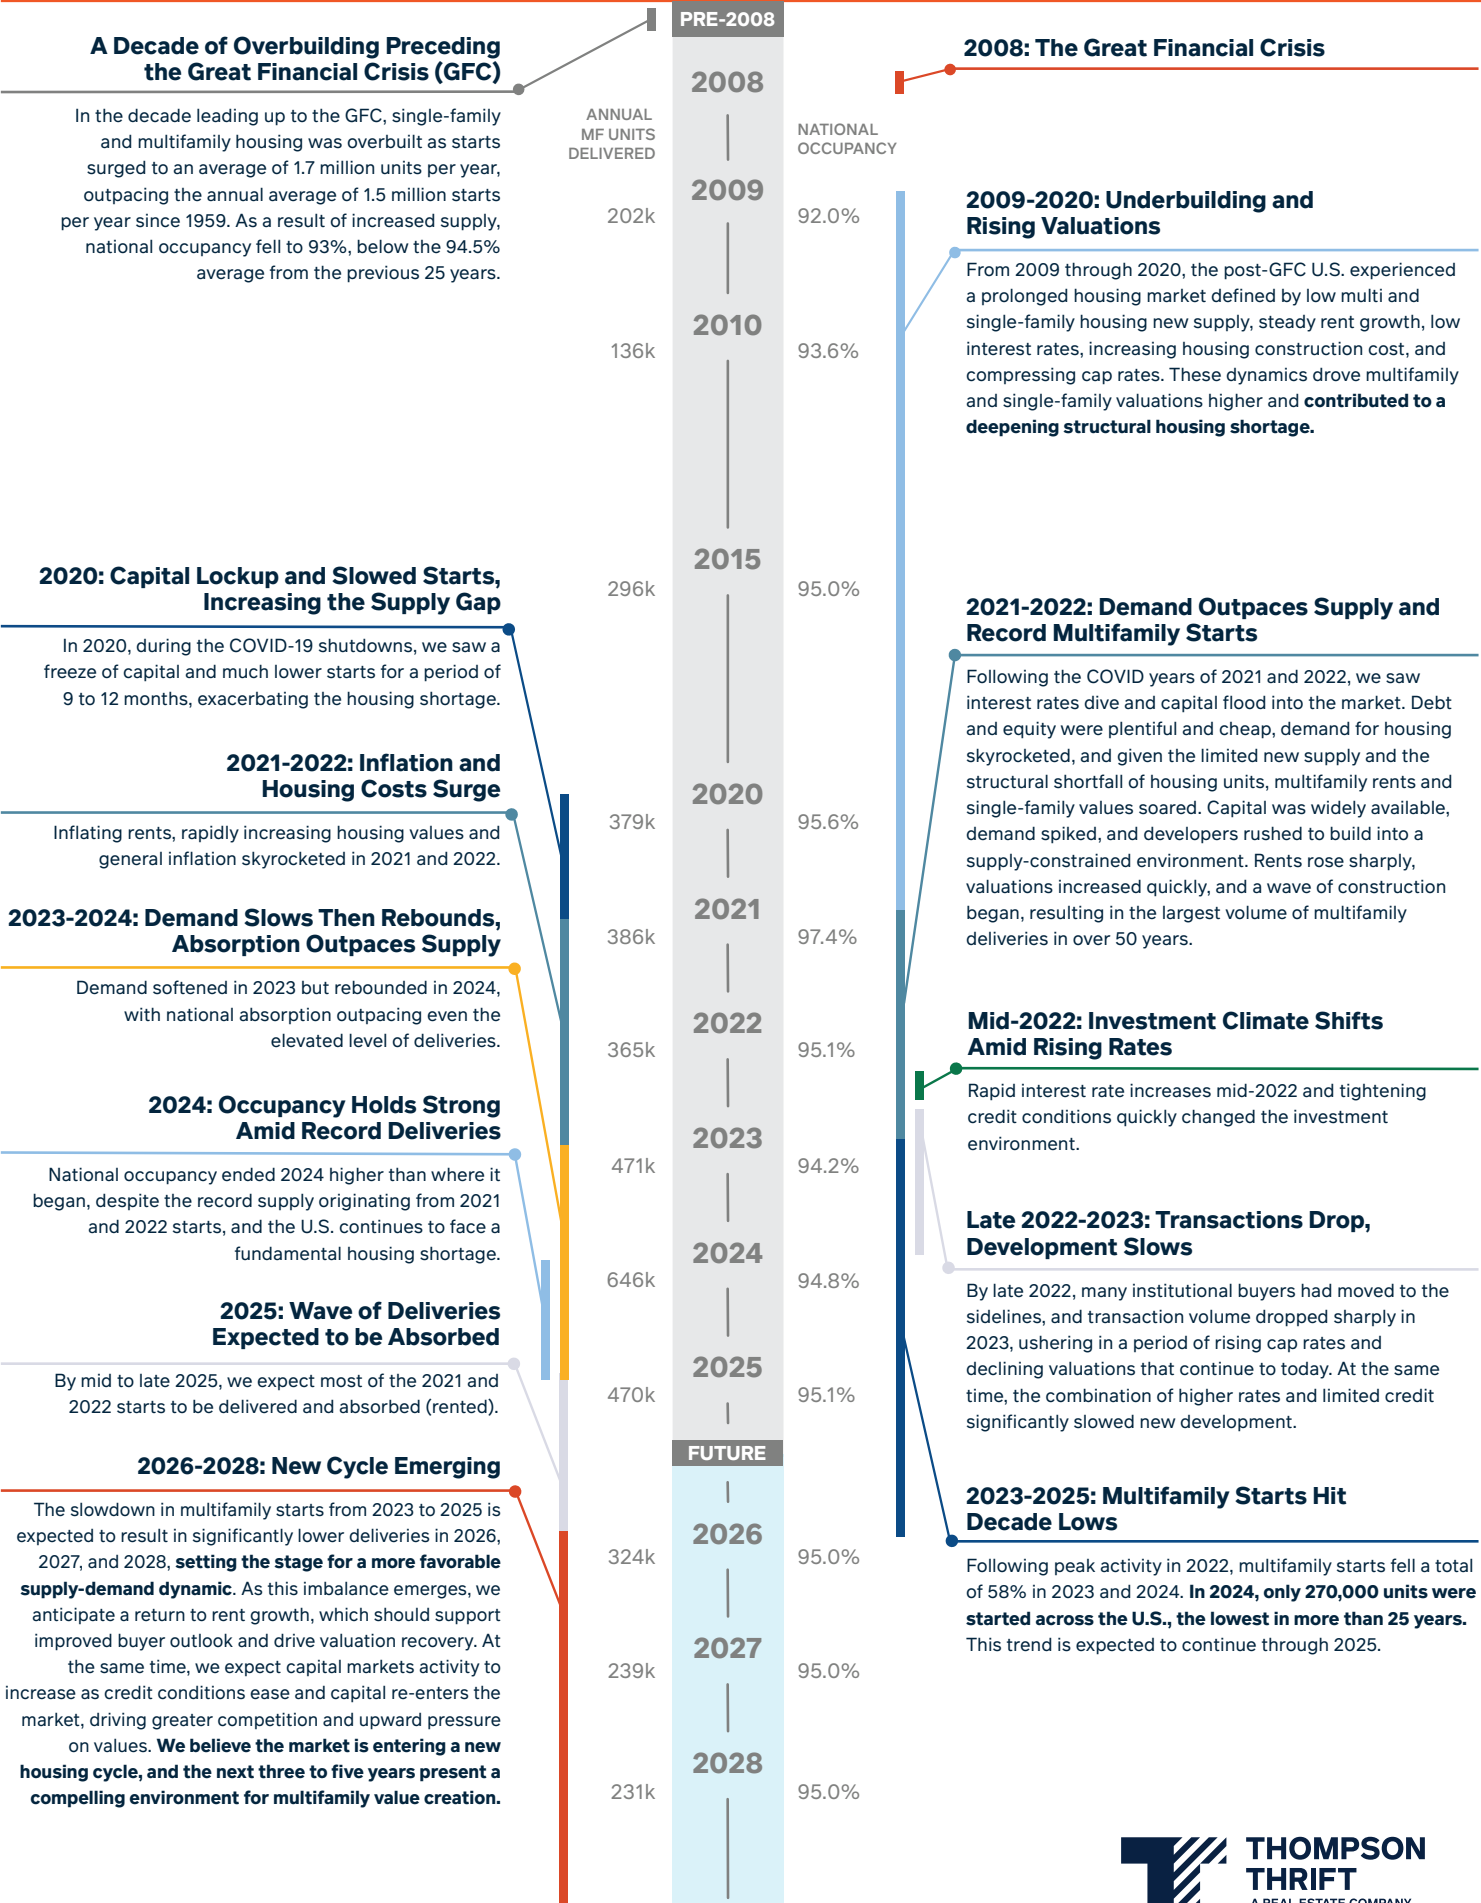 PRE-2008
A Decade of Overbuilding Preceding
the Great Financial Crisis (GFC)
In the decade leading up to the GFC, single-family
and multifamily housing was overbuilt as starts
surged to an average of 1.7 million units per year,
outpacing the annual average of 1.5 million starts
per year since 1959. As a result of increased supply,
national occupancy fell to 93%, below the 94.5%
average from the previous 25 years.
2008: The Great Financial Crisis
2008
ANNUAL
MF UNITS
DELIVERED
NATIONAL
OCCUPANCY
2009
202k
92.0%
2009-2020: Underbuilding and
Rising Valuations
From 2009 through 2020, the post-GFC U.S. experienced
a prolonged housing market defined by low multi and
single-family housing new supply, steady rent growth, low
interest rates, increasing housing construction cost, and
compressing cap rates. These dynamics drove multifamily
and single-family valuations higher and contributed to a
deepening structural housing shortage.
2010
136k
93.6%
2015
296k
95.0%
2020: Capital Lockup and Slowed Starts,
Increasing the Supply Gap
In 2020, during the COVID-19 shutdowns, we saw a
freeze of capital and much lower starts for a period of
9 to 12 months, exacerbating the housing shortage.
2021-2022: Demand Outpaces Supply and
Record Multifamily Starts
Following the COVID years of 2021 and 2022, we saw
interest rates dive and capital flood into the market. Debt
and equity were plentiful and cheap, demand for housing
skyrocketed, and given the limited new supply and the
structural shortfall of housing units, multifamily rents and
single-family values soared. Capital was widely available,
demand spiked, and developers rushed to build into a
supply-constrained environment. Rents rose sharply,
valuations increased quickly, and a wave of construction
began, resulting in the largest volume of multifamily
deliveries in over 50 years.
2021-2022: Inflation and
Housing Costs Surge
Inflating rents, rapidly increasing housing values and
general inflation skyrocketed in 2021 and 2022.
2020
379k
95.6%
2023-2024: Demand Slows Then Rebounds,
Absorption Outpaces Supply
Demand softened in 2023 but rebounded in 2024,
with national absorption outpacing even the
elevated level of deliveries.
2021
386k
97.4%
2022
365k
95.1%
Mid-2022: Investment Climate Shifts
Amid Rising Rates
Rapid interest rate increases mid-2022 and tightening
credit conditions quickly changed the investment
environment.
2024: Occupancy Holds Strong
Amid Record Deliveries
National occupancy ended 2024 higher than where it
began, despite the record supply originating from 2021
and 2022 starts, and the U.S. continues to face a
fundamental housing shortage.
2023
471k
94.2%
Late 2022-2023: Transactions Drop,
Development Slows
By late 2022, many institutional buyers had moved to the
sidelines, and transaction volume dropped sharply in
2023, ushering in a period of rising cap rates and
declining valuations that continue to today. At the same
time, the combination of higher rates and limited credit
significantly slowed new development.
2024
646k
94.8%
2025: Wave of Deliveries
Expected to be Absorbed
By mid to late 2025, we expect most of the 2021 and
2022 starts to be delivered and absorbed (rented).
2025
470k
95.1%
FUTURE
2026-2028: New Cycle Emerging
The slowdown in multifamily starts from 2023 to 2025 is
expected to result in significantly lower deliveries in 2026,
2027, and 2028, setting the stage for a more favorable
supply-demand dynamic. As this imbalance emerges, we
anticipate a return to rent growth, which should support
improved buyer outlook and drive valuation recovery. At
the same time, we expect capital markets activity to
increase as credit conditions ease and capital re-enters the
market, driving greater competition and upward pressure
on values. We believe the market is entering a new
housing cycle, and the next three to five years present a
compelling environment for multifamily value creation.
2023-2025: Multifamily Starts Hit
Decade Lows
Following peak activity in 2022, multifamily starts fell a total
of 58% in 2023 and 2024. In 2024, only 270,000 units were
started across the U.S., the lowest in more than 25 years.
This trend is expected to continue through 2025.
2026
324k
95.0%
2027
239k
95.0%
2028
231k
95.0%
THOMPSON
THRIFT
A REAL ESTATE COMPANY